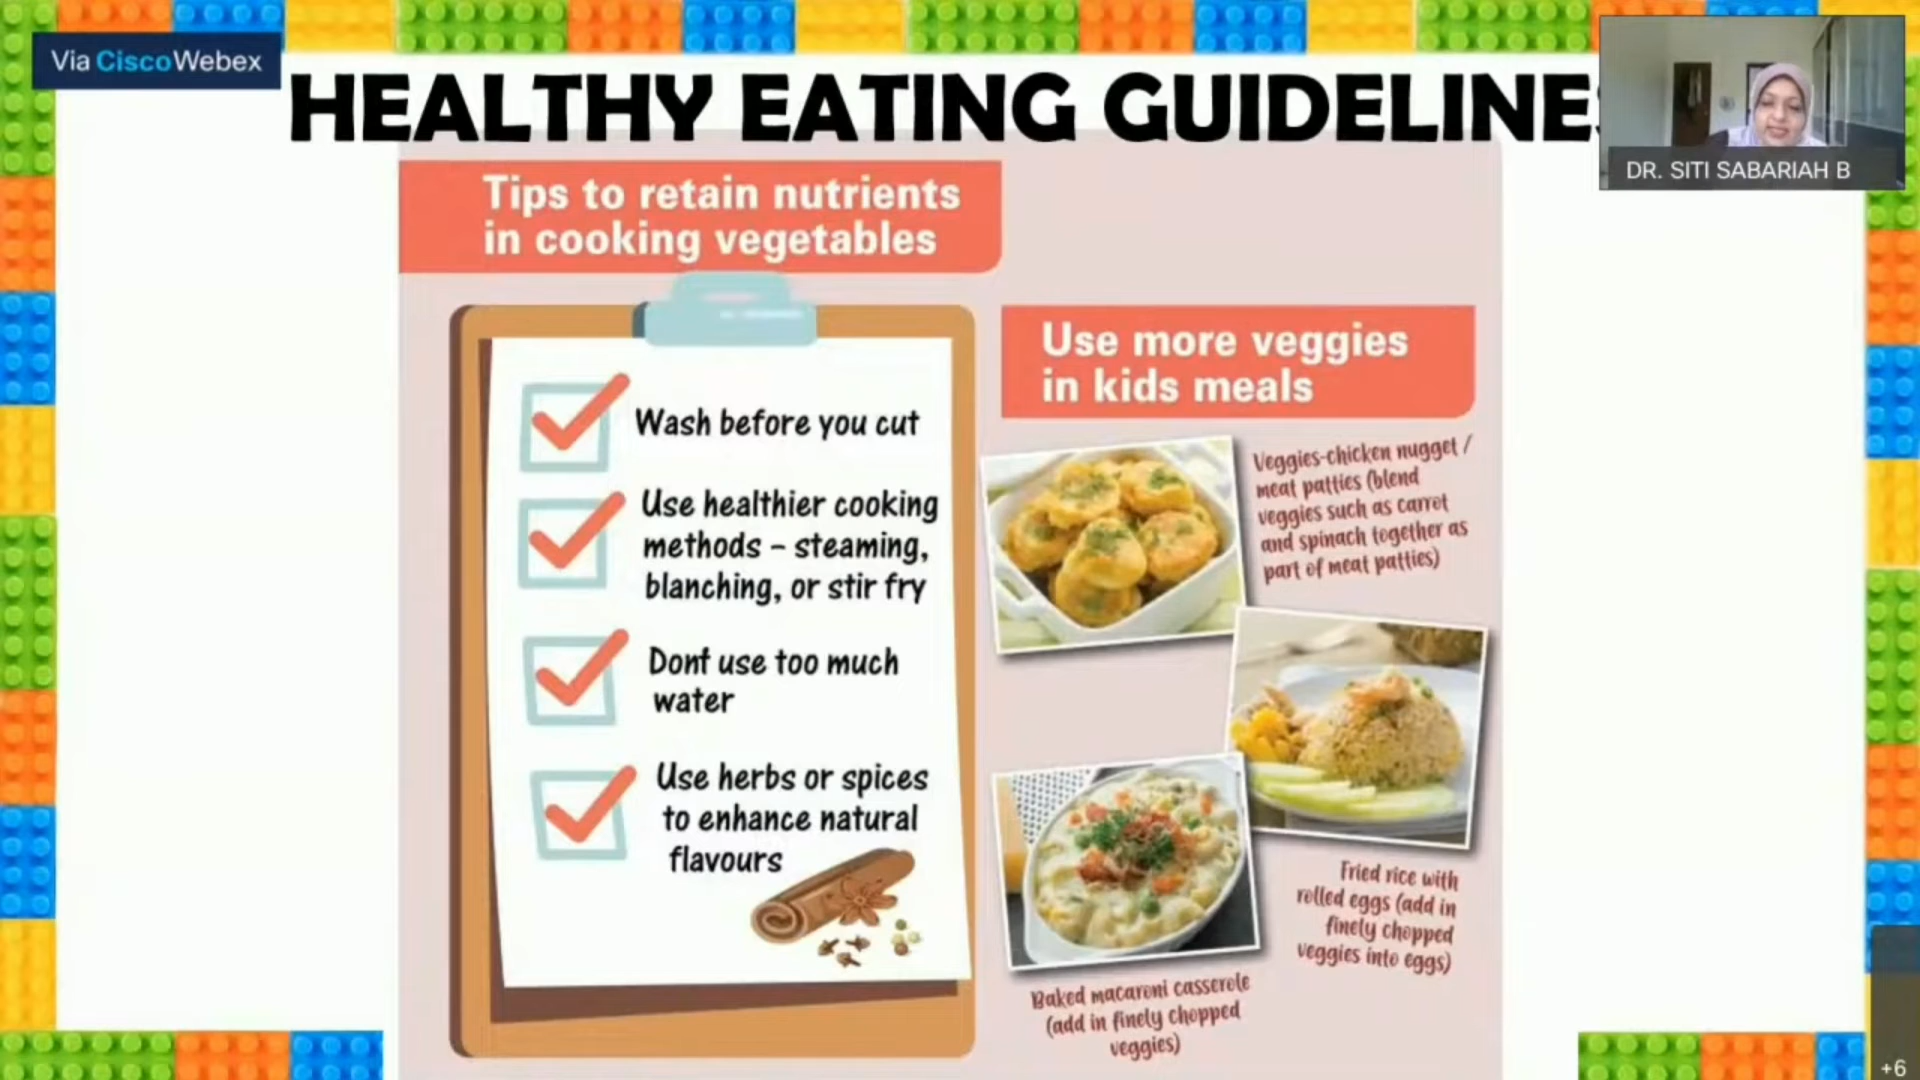 Via CiscoWebex
HEALTHY EATING GUIDELINES
DR. SITI SABARIAH B
Tips to retain nutrients
in cooking vegetables
Wash before you cut
Use healthier cooking
methods – steaming,
blanching, or stir fry
Don't use too much
water
Use herbs or spices
to enhance natural
flavours
Use more veggies
in kids meals
Veggies-chicken nugget /
meat patties (blend
veggies such as carrot
and spinach together as
part of meat patties)
Fried rice with
rolled eggs (add in
finely chopped
veggies into eggs)
Baked macaroni casserole
(add in finely chopped
veggies)
+6